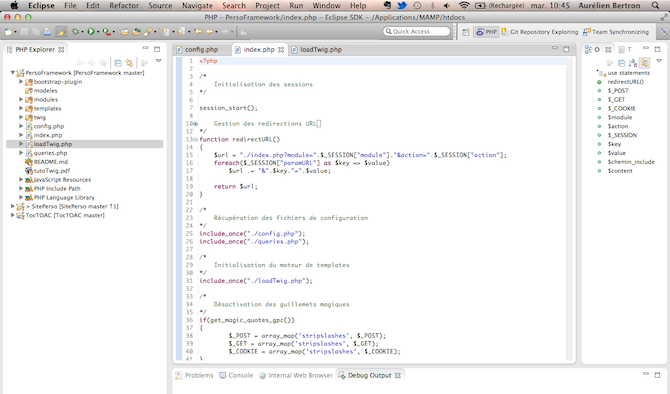 Eclipse File Edit Refactor Source Navigate Search Project Run Window Help (Rechargée) mar. 10:45 Aurélien Bertron
PHP – PersoFramework/index.php – Eclipse SDK – /Applications/MAMP/htdocs
Quick Access PHP Git Repository Exploring Team Synchronizing
PHP Explorer
PersoFramework [PersoFramework master]
bootstrap-plugin
modeles
modules
templates
twig
config.php
index.php
loadTwig.php
queries.php
README.md
tutoTwig.pdf
JavaScript Resources
PHP Include Path
PHP Language Library
> SitePerso [SitePerso master ↑1]
TocTOAC [TocTOAC master]
config.php index.php loadTwig.php
1 <?php
2
3 /*
4 Initialisation des sessions
5 */
6
7 session_start();
8
10 Gestion des redirections URL
12 */
13 function redirectURL()
14 {
15 $url = "./index.php?module=".$_SESSION["module"]."&action=".$_SESSION["action"];
16 foreach($_SESSION["paramURL"] as $key => $value)
17 $url .= "&".$key."=".$value;
18
19 return $url;
20 }
21
22 /*
23 Récupération des fichiers de configuration
24 */
25 include_once("./config.php");
26 include_once("./queries.php");
27
28 /*
29 Initialisation du moteur de templates
30 */
31 include_once("./loadTwig.php");
32
33 /*
34 Désactivation des guillemets magiques
35 */
36 if(get_magic_quotes_gpc())
37 {
38 $_POST = array_map('stripslashes', $_POST);
39 $_GET = array_map('stripslashes', $_GET);
40 $_COOKIE = array_map('stripslashes', $_COOKIE);
O T
use statements
redirectURL()
$_POST
$_GET
$_COOKIE
$module
$action
$_SESSION
$key
$value
$chemin_include
$content
Problems Console Internal Web Browser Debug Output